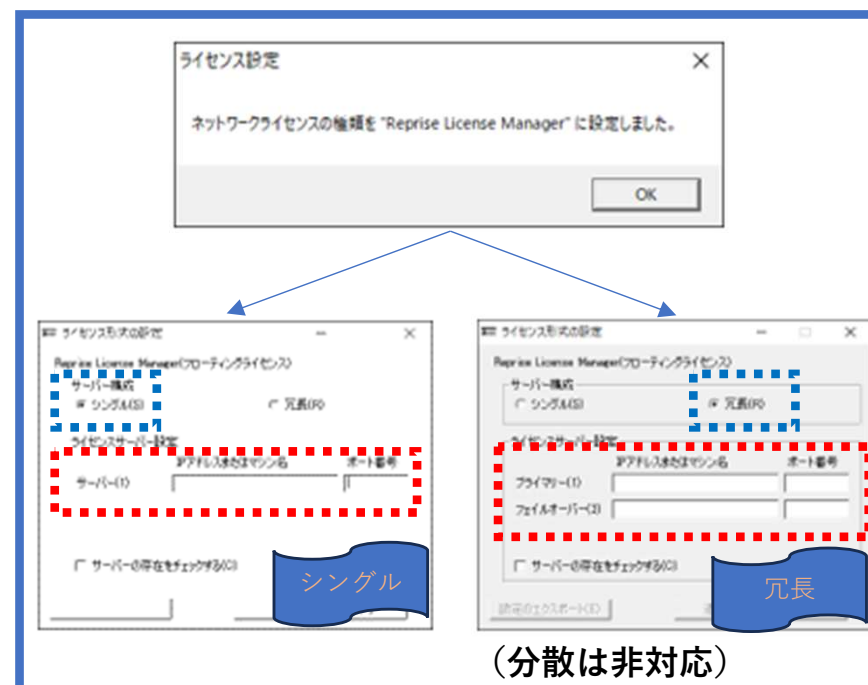 ライセンス設定
ネットワークライセンスの種類を "Reprise License Manager" に設定しました。
OK
ライセンス形式の設定
Reprise License Manager(フローティングライセンス)
サーバー構成
シングル(S)
冗長(R)
ライセンスサーバー設定
IPアドレスまたはマシン名
ポート番号
サーバー(1)
サーバーの存在をチェックする(C)
シングル
ライセンス形式の設定
Reprise License Manager(フローティングライセンス)
サーバー構成
シングル(S)
冗長(R)
ライセンスサーバー設定
IPアドレスまたはマシン名
ポート番号
プライマリー(1)
フェイルオーバー(2)
サーバーの存在をチェックする(C)
設定のエクスポート(E)
冗長
（分散は非対応）